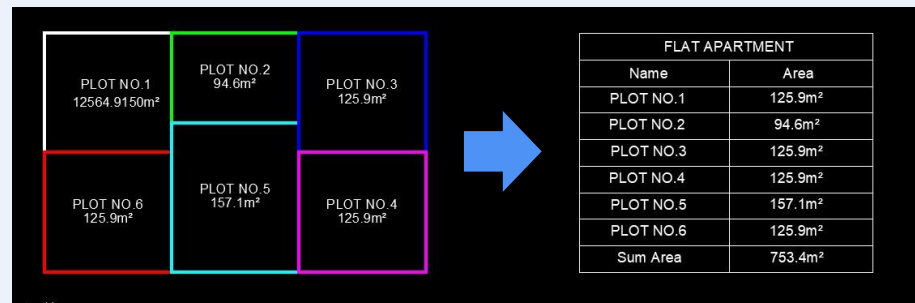 PLOT NO.1
12564.9150m²
PLOT NO.2
94.6m²
PLOT NO.3
125.9m²
PLOT NO.6
125.9m²
PLOT NO.5
157.1m²
PLOT NO.4
125.9m²
FLAT APARTMENT
Name Area
PLOT NO.1 125.9m²
PLOT NO.2 94.6m²
PLOT NO.3 125.9m²
PLOT NO.4 125.9m²
PLOT NO.5 157.1m²
PLOT NO.6 125.9m²
Sum Area 753.4m²